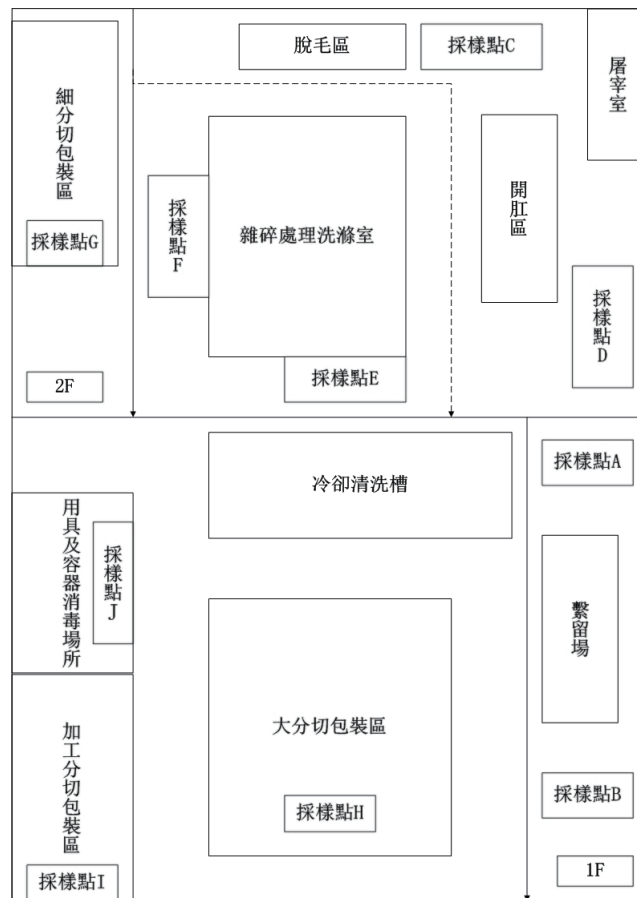 脫毛區
採樣點C
屠宰室
細分切包裝區
採樣點G
採樣點F
雜碎處理洗滌室
開肛區
採樣點D
採樣點E
2F
冷卻清洗槽
採樣點A
用具及容器消毒場所
採樣點J
繫留場
大分切包裝區
加工分切包裝區
採樣點H
採樣點B
採樣點I
1F